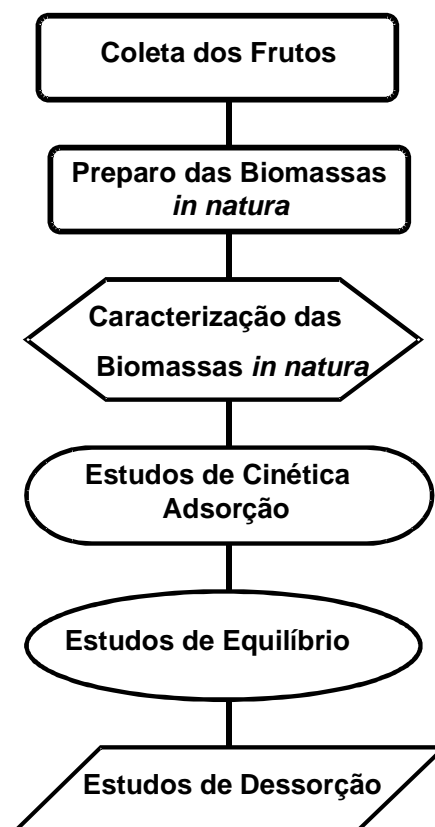 Coleta dos Frutos
Preparo das Biomassas
in natura
Caracterização das
Biomassas in natura
Estudos de Cinética
Adsorção
Estudos de Equilíbrio
Estudos de Dessorção